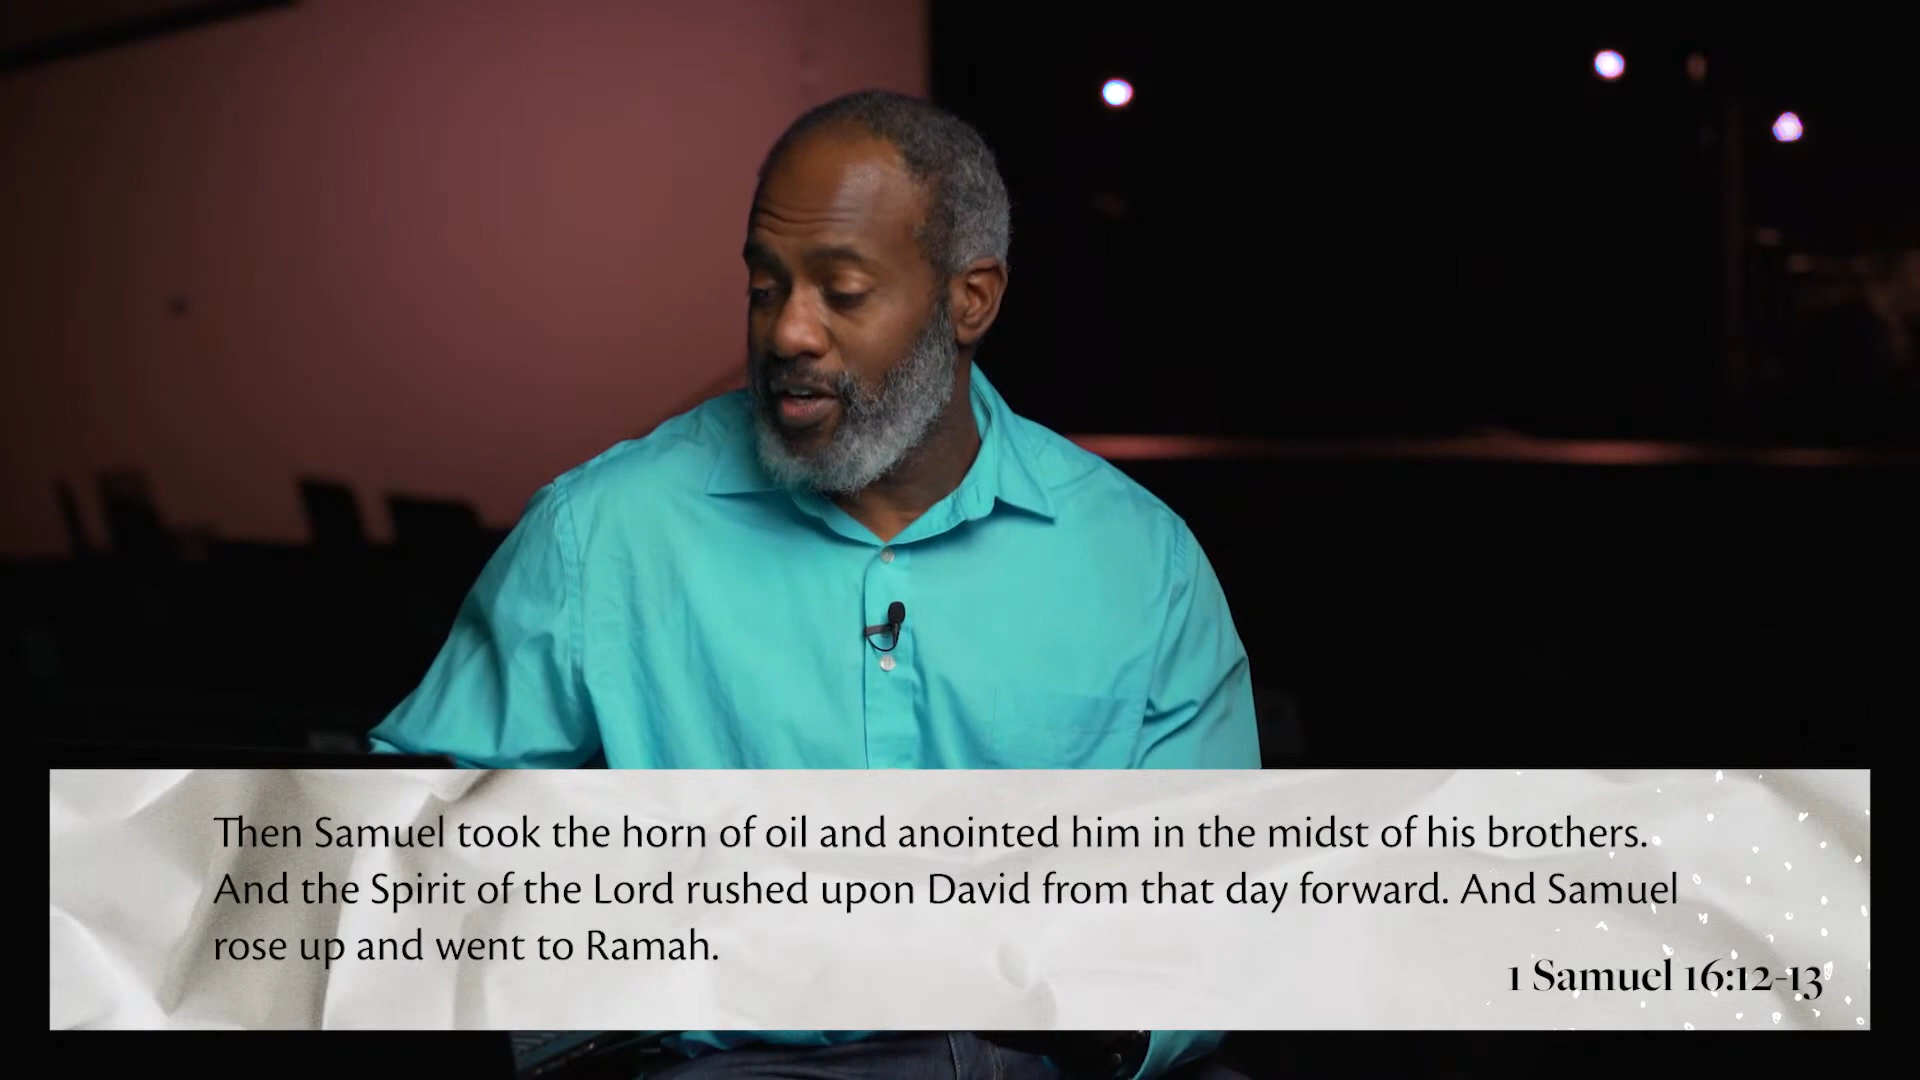 Then Samuel took the horn of oil and anointed him in the midst of his brothers.
And the Spirit of the Lord rushed upon David from that day forward. And Samuel
rose up and went to Ramah.
1 Samuel 16:12-13